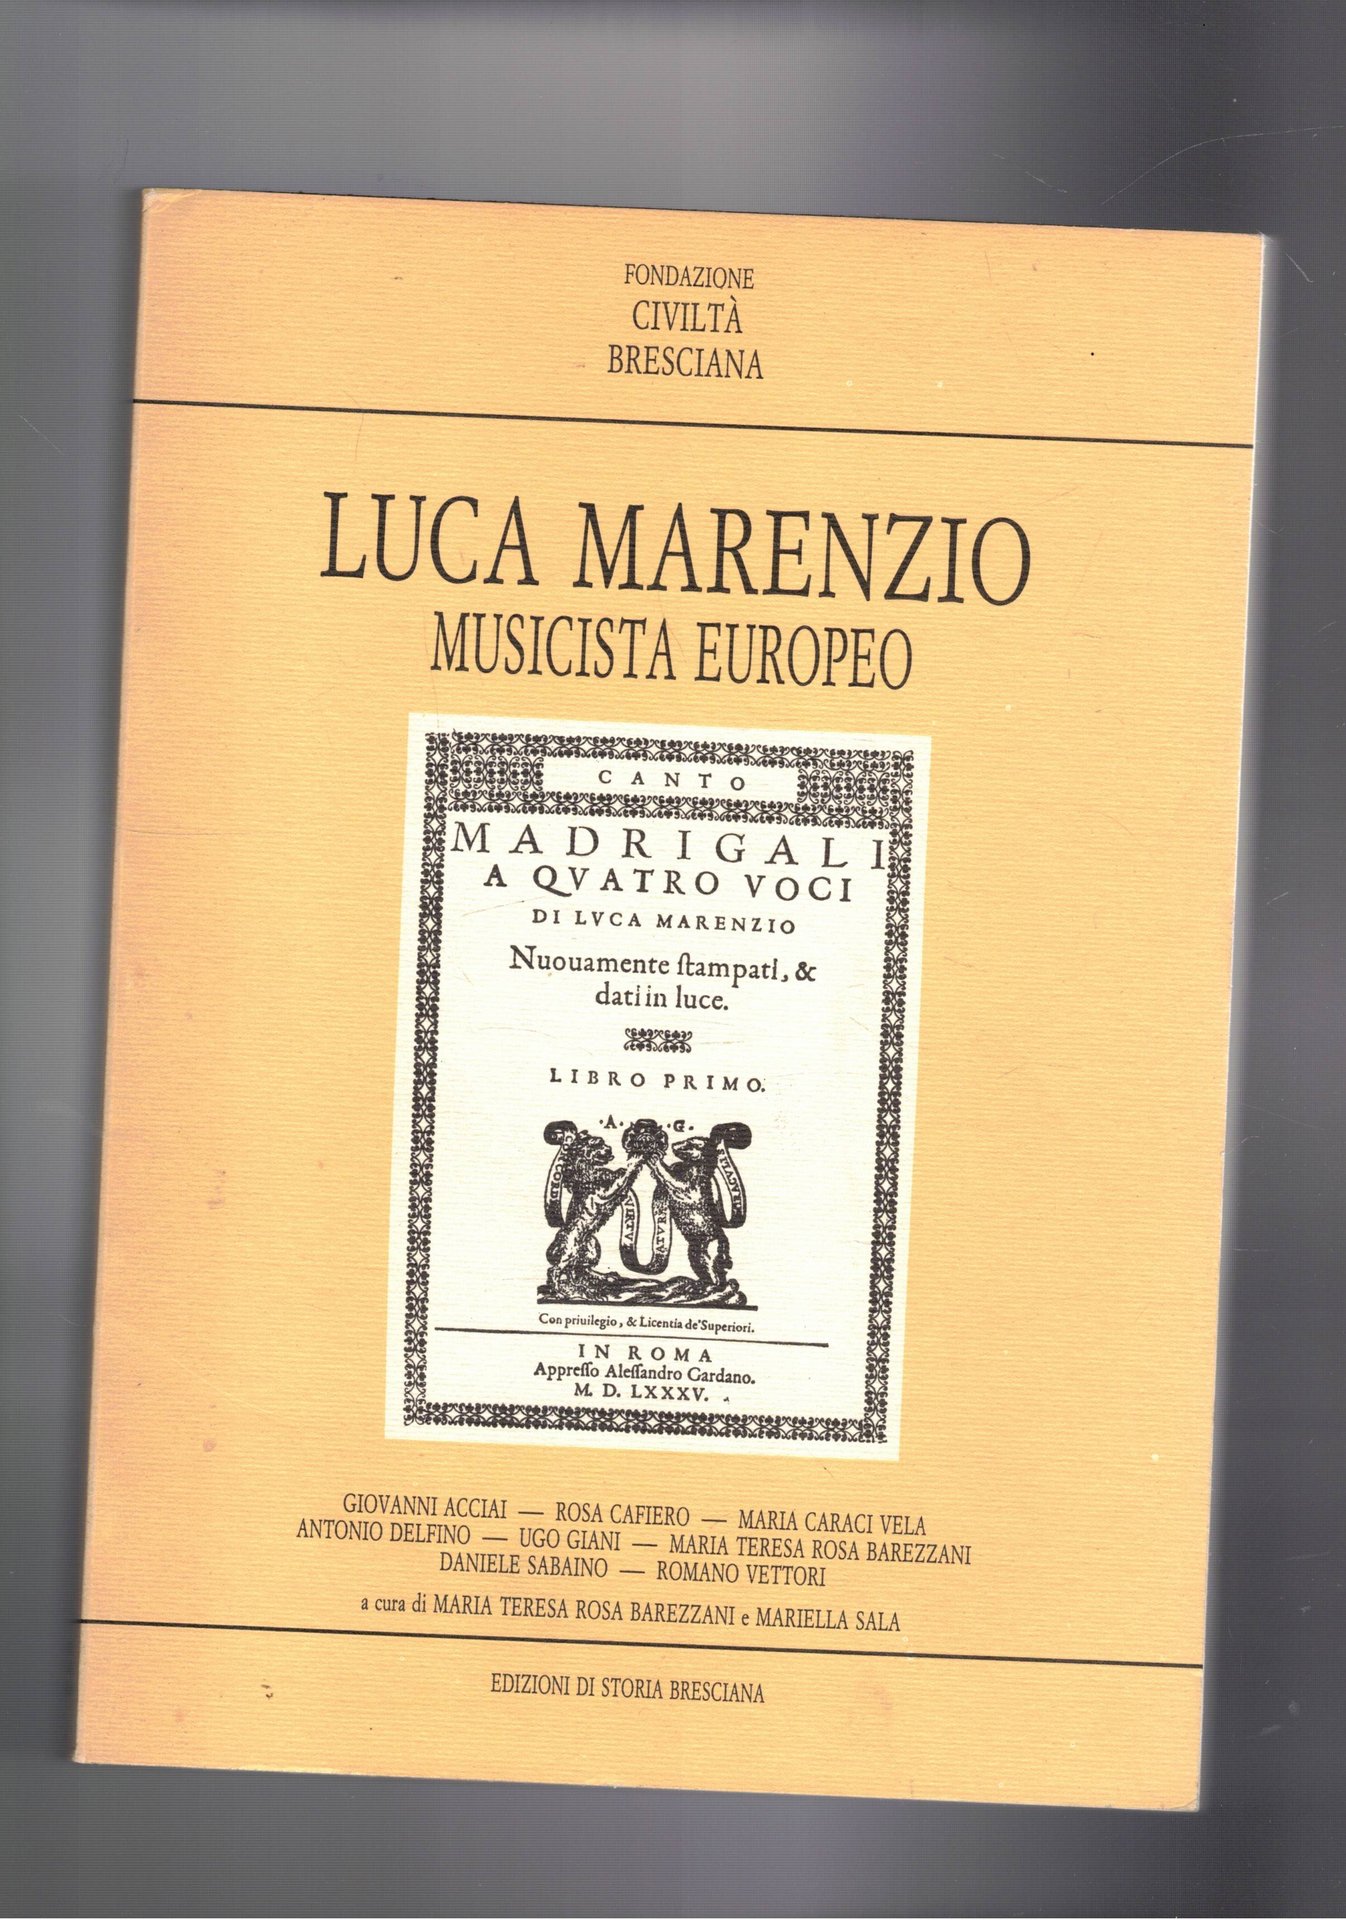 FONDAZIONE
CIVILTÀ
BRESCIANA
LUCA MARENZIO
MUSICISTA EUROPEO
CANTO
MADRIGALI
A QVATRO VOCI
DI LVCA MARENZIO
Nuouamente ſtampati, &
dati in luce.
LIBRO PRIMO.
·A· G·
Con priuilegio, & Licentia de' Superiori.
IN ROMA
Appreſſo Aleſſandro Gardano.
M. D. LXXXV.
GIOVANNI ACCIAI — ROSA CAFIERO — MARIA CARACI VELA
ANTONIO DELFINO — UGO GIANI — MARIA TERESA ROSA BAREZZANI
DANIELE SABAINO — ROMANO VETTORI
a cura di MARIA TERESA ROSA BAREZZANI e MARIELLA SALA
EDIZIONI DI STORIA BRESCIANA